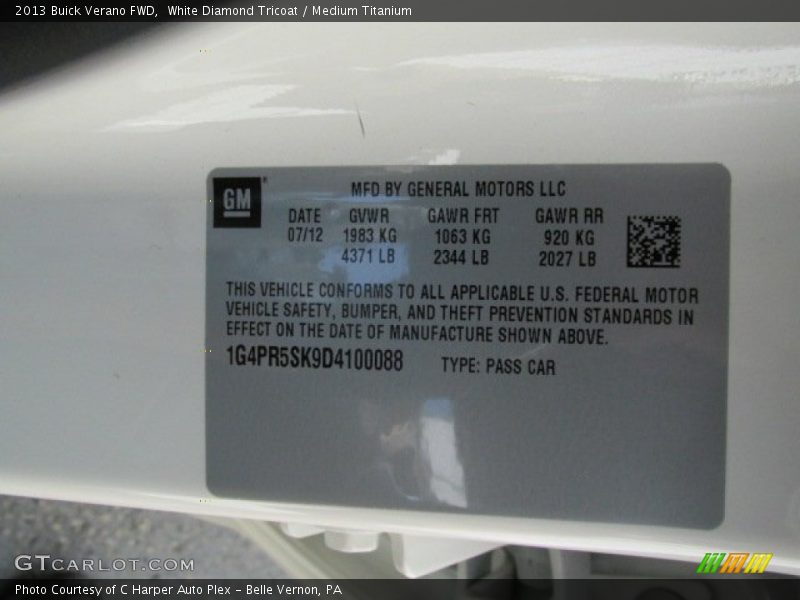 2013 Buick Verano FWD,  White Diamond Tricoat / Medium Titanium
GM
MFD BY GENERAL MOTORS LLC
DATE GVWR GAWR FRT GAWR RR
07/12 1983 KG 1063 KG 920 KG
4371 LB 2344 LB 2027 LB
THIS VEHICLE CONFORMS TO ALL APPLICABLE U.S. FEDERAL MOTOR
VEHICLE SAFETY, BUMPER, AND THEFT PREVENTION STANDARDS IN
EFFECT ON THE DATE OF MANUFACTURE SHOWN ABOVE.
1G4PR5SK9D4100088 TYPE: PASS CAR
GTCARLOT.COM
Photo Courtesy of C Harper Auto Plex - Belle Vernon, PA